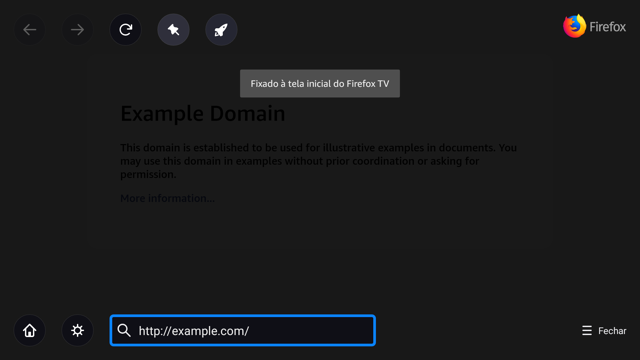 Firefox
Fixado à tela inicial do Firefox TV
Example Domain
This domain is established to be used for illustrative examples in documents. You
may use this domain in examples without prior coordination or asking for
permission.
More information...
http://example.com/
Fechar